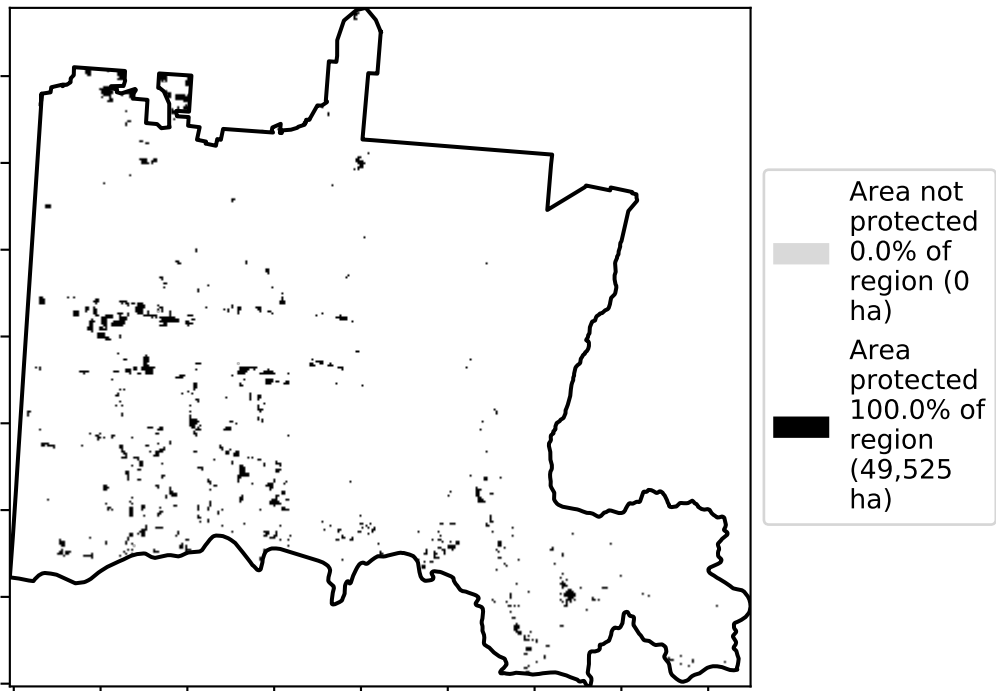 Area not
protected
0.0% of
region (0
ha)
Area
protected
100.0% of
region
(49,525
ha)